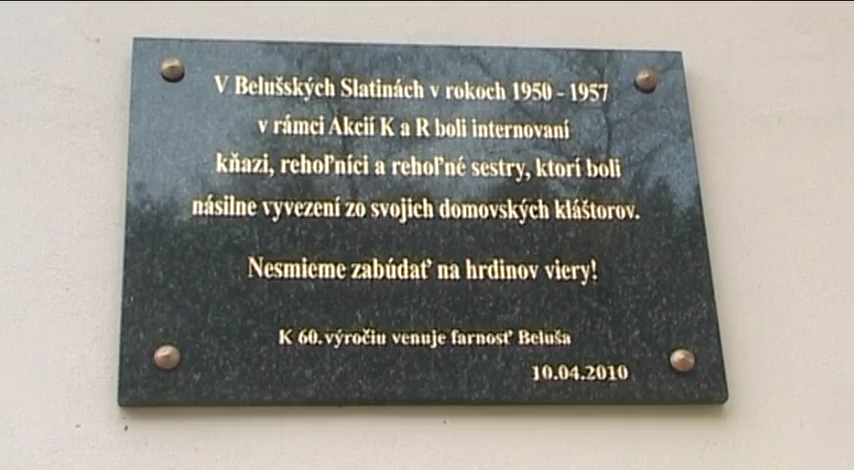 V Belušských Slatinách v rokoch 1950 - 1957
v rámci Akcií K a R boli internovaní
kňazi, rehoľníci a rehoľné sestry, ktorí boli
násilne vyvezení zo svojich domovských kláštorov.
Nesmieme zabúdať na hrdinov viery!
K 60. výročiu venuje farnosť Beluša
10.04.2010